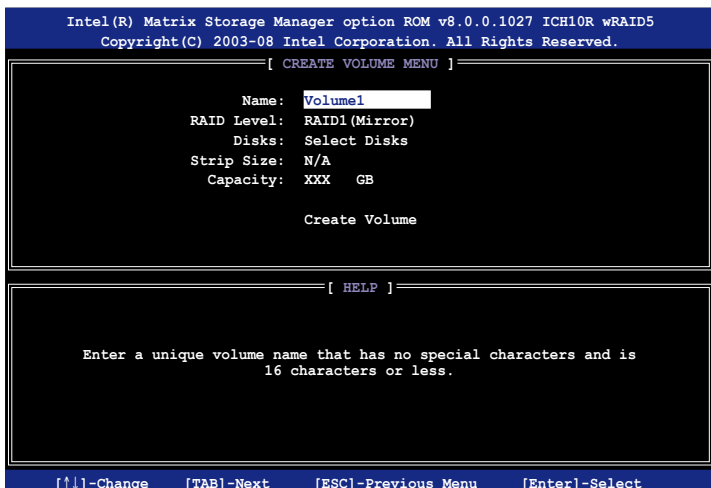 Intel(R) Matrix Storage Manager option ROM v8.0.0.1027 ICH10R wRAID5
Copyright(C) 2003-08 Intel Corporation. All Rights Reserved.
[ CREATE VOLUME MENU ]
Name: Volume1
RAID Level: RAID1(Mirror)
Disks: Select Disks
Strip Size: N/A
Capacity: XXX GB
Create Volume
[ HELP ]
Enter a unique volume name that has no special characters and is
16 characters or less.
[↑↓]-Change [TAB]-Next [ESC]-Previous Menu [Enter]-Select